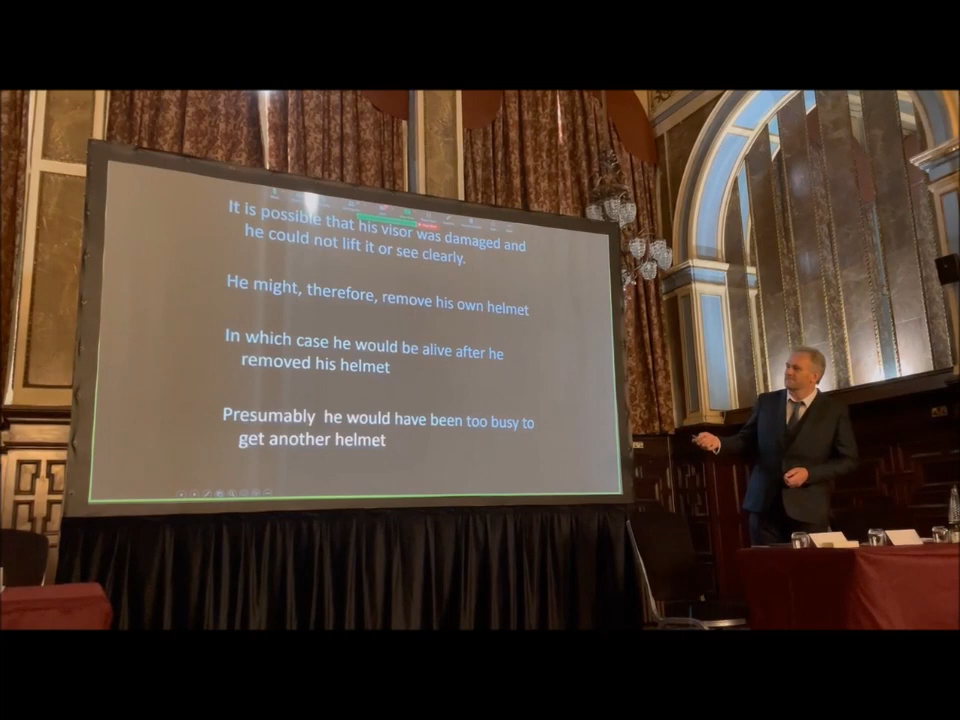 It is possible that his visor was damaged and
he could not lift it or see clearly.
He might, therefore, remove his own helmet
In which case he would be alive after he
removed his helmet
Presumably he would have been too busy to
get another helmet